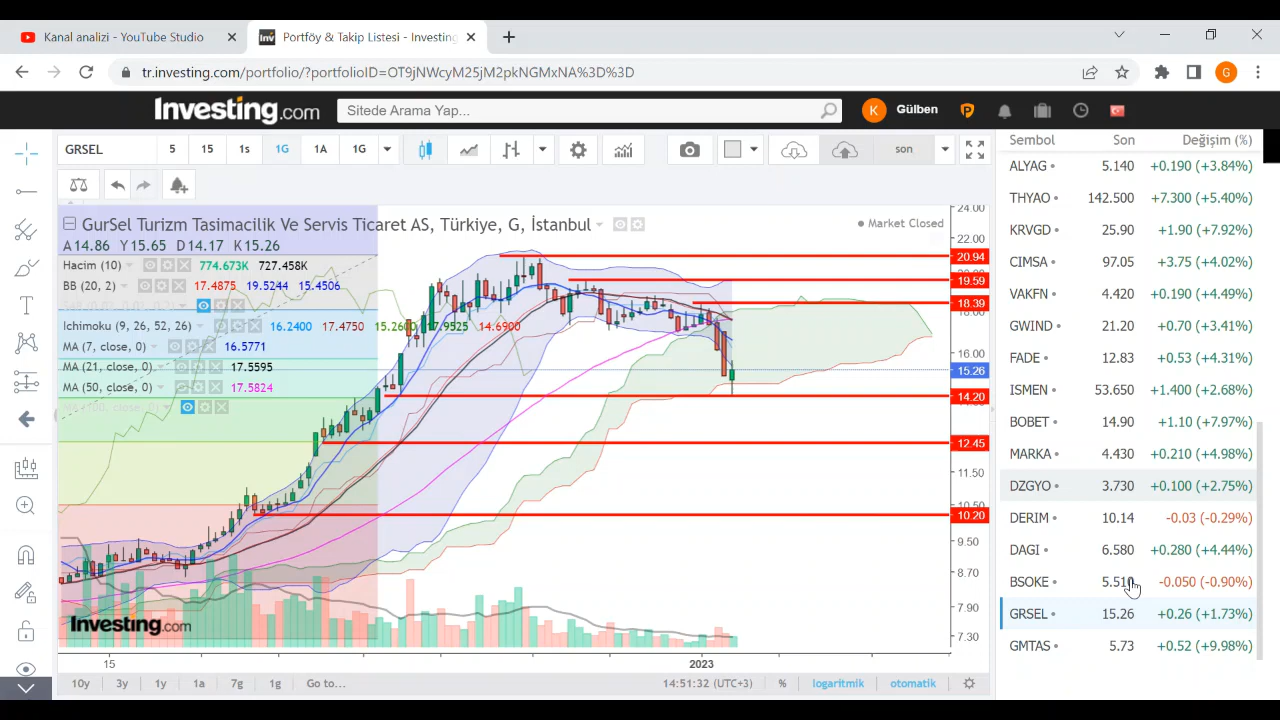 Kanal analizi - YouTube Studio
Portföy & Takip Listesi - Investing
tr.investing.com/portfolio/?portfolioID=OT9jNWcyM25jM2pkNGMxNA%3D%3D
G
Investing.com
Sitede Arama Yap...
K
Gülben
GRSEL 5 15 1s 1G 1A 1G
son
GurSel Turizm Tasimacilik Ve Servis Ticaret AS, Türkiye, G, İstanbul
Market Closed
A14.86 Y15.65 D14.17 K15.26
Hacim (10) 774.673K 727.458K
BB (20, 2) 17.4875 19.5244 15.4506
Ichimoku (9, 26, 52, 26) 16.2400 17.4750 15.2600 17.9525 14.6900
MA (7, close, 0) 16.5771
MA (21, close, 0) 17.5595
MA (50, close, 0) 17.5824
24.00
22.00
20.94
19.59
18.39
18.00
16.00
15.26
14.20
12.45
11.50
10.50
10.20
9.50
8.70
7.90
7.30
Investing.com
15
2023
10y 3y 1y 1a 7g 1g Go to...
14:51:32 (UTC+3) % logaritmik otomatik
Sembol Son Değişim (%)
ALYAG 5.140 +0.190 (+3.84%)
THYAO 142.500 +7.300 (+5.40%)
KRVGD 25.90 +1.90 (+7.92%)
CIMSA 97.05 +3.75 (+4.02%)
VAKFN 4.420 +0.190 (+4.49%)
GWIND 21.20 +0.70 (+3.41%)
FADE 12.83 +0.53 (+4.31%)
ISMEN 53.650 +1.400 (+2.68%)
BOBET 14.90 +1.10 (+7.97%)
MARKA 4.430 +0.210 (+4.98%)
DZGYO 3.730 +0.100 (+2.75%)
DERIM 10.14 -0.03 (-0.29%)
DAGI 6.580 +0.280 (+4.44%)
BSOKE 5.510 -0.050 (-0.90%)
GRSEL 15.26 +0.26 (+1.73%)
GMTAS 5.73 +0.52 (+9.98%)